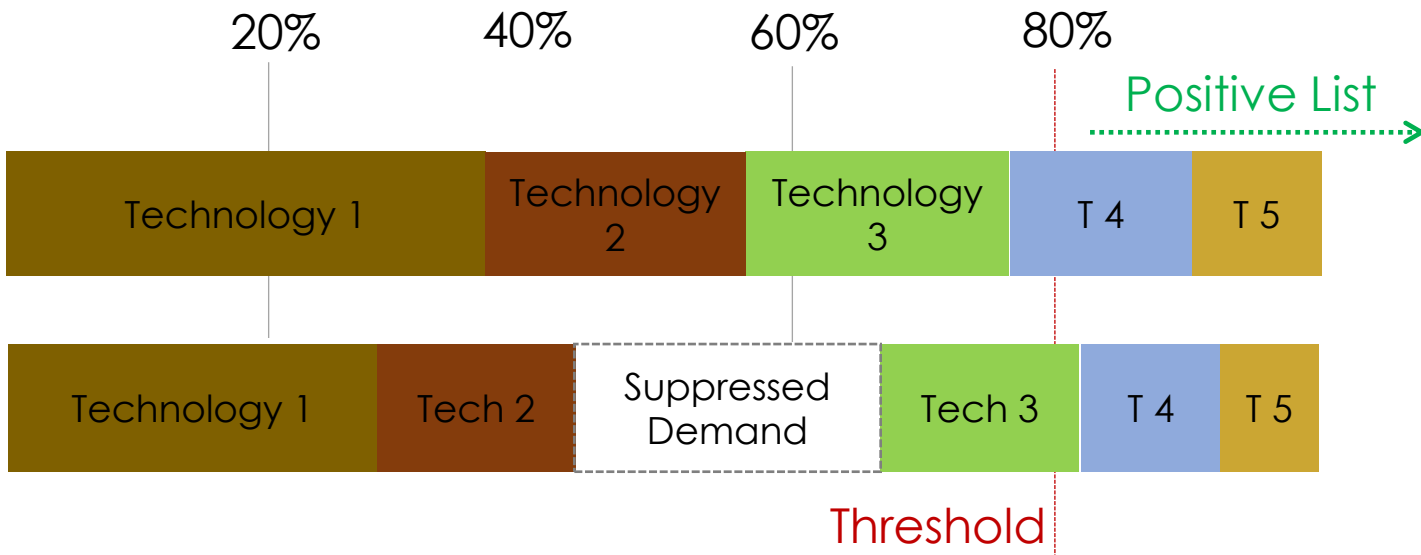 20% 40% 60% 80%
Positive List
Technology 1
Technology
2
Technology
3
T 4
T 5
Technology 1
Tech 2
Suppressed
Demand
Tech 3
T 4
T 5
Threshold